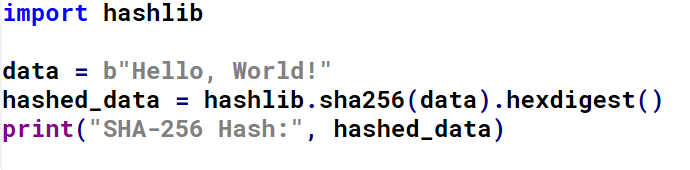 import hashlib
data = b"Hello, World!"
hashed_data = hashlib.sha256(data).hexdigest()
print("SHA-256 Hash:", hashed_data)